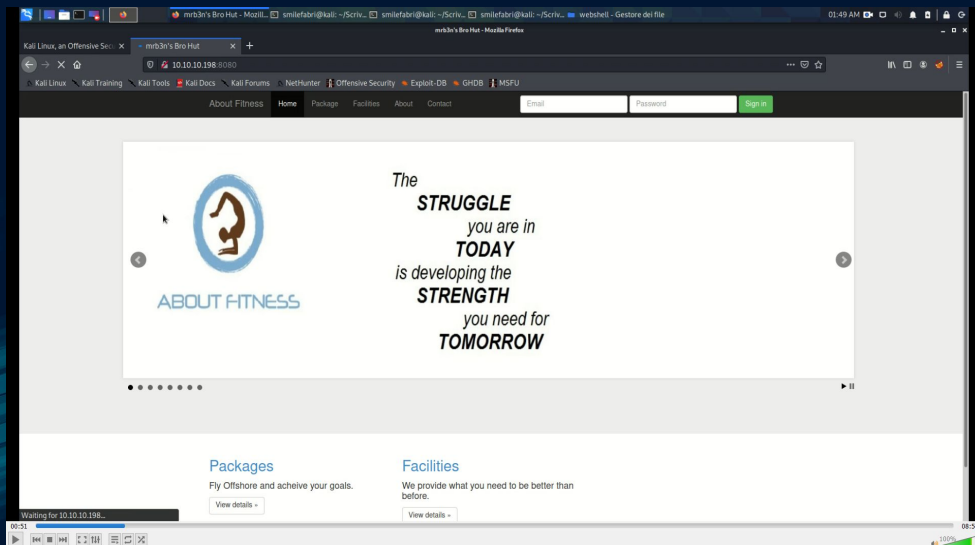 mrb3n's Bro Hut - Mozill...
smilefabri@kali: ~/Scriv...
smilefabri@kali: ~/Scriv...
smilefabri@kali: ~/Scriv...
webshell - Gestore dei file
01:49 AM
mrb3n's Bro Hut - Mozilla Firefox
Kali Linux, an Offensive Secu
mrb3n's Bro Hut
10.10.10.198:8080
Kali Linux
Kali Training
Kali Tools
Kali Docs
Kali Forums
NetHunter
Offensive Security
Exploit-DB
GHDB
MSFU
About Fitness
Home
Package
Facilities
About
Contact
Email
Password
Sign in
ABOUT FITNESS
The
STRUGGLE
you are in
TODAY
is developing the
STRENGTH
you need for
TOMORROW
Packages
Fly Offshore and acheive your goals.
View details »
Facilities
We provide what you need to be better than
before.
View details »
Waiting for 10.10.10.198...
00:51
100%